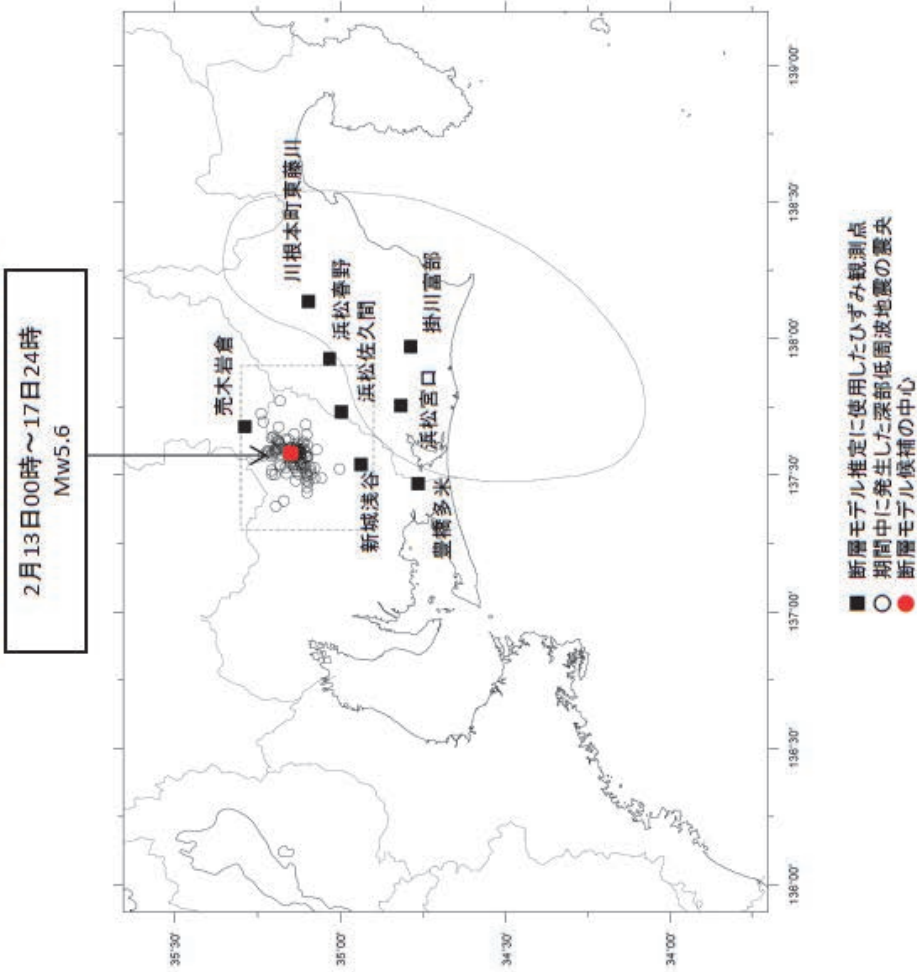 2月13日00時～17日24時
Mw5.6
売木岩倉
川根本町東藤川
浜松春野
浜松佐久間
掛川富部
浜松宮口
新城浅谷
豊橋多米
35°30'
35°00'
34°30'
34°00'
136°00'
136°30'
137°00'
137°30'
138°00'
138°30'
139°00'
断層モデル推定に使用したひずみ観測点
期間中に発生した深部低周波地震の震央
断層モデル候補の中心